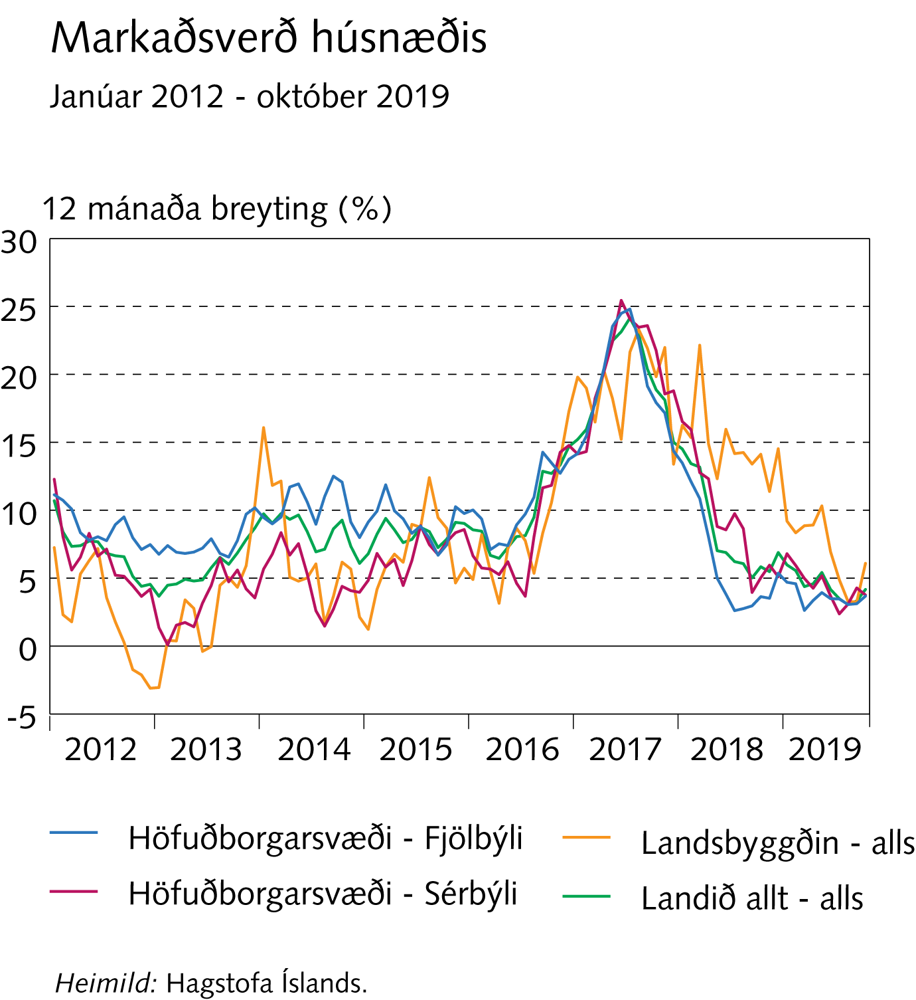 Markaðsverð húsnæðis
Janúar 2012 - október 2019
12 mánaða breyting (%)
30
25
20
15
10
5
0
-5
2012 2013 2014 2015 2016 2017 2018 2019
Höfuðborgarsvæði - Fjölbýli
Landsbyggðin - alls
Höfuðborgarsvæði - Sérbýli
Landið allt - alls
Heimild: Hagstofa Íslands.